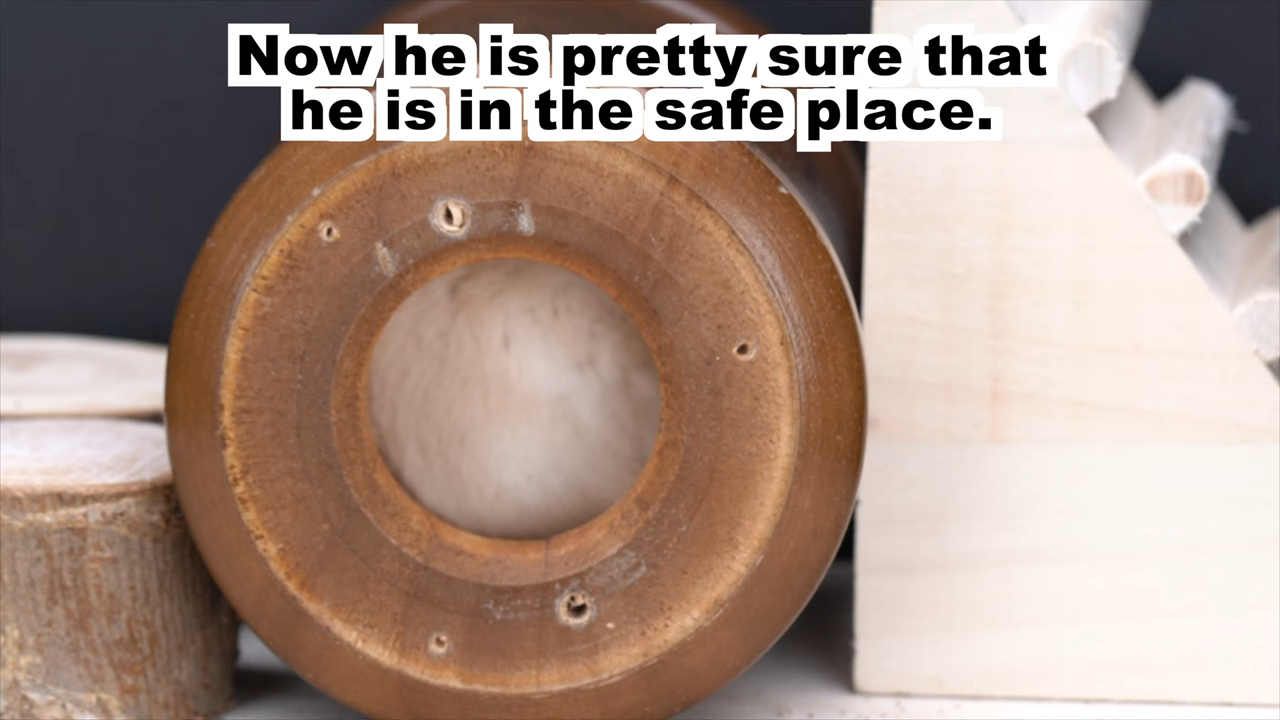 Now he is pretty sure that
he is in the safe place.